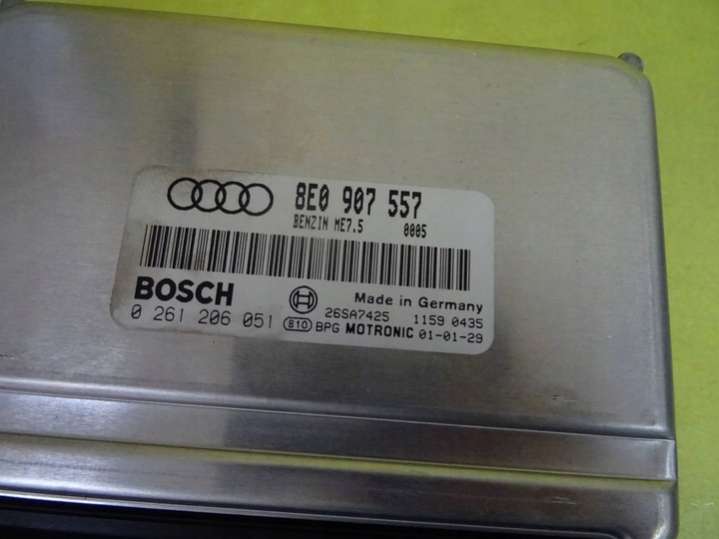 8E0 907 557
BENZIN ME7.5 0005
BOSCH Made in Germany
26SA7425 1159 0435
0 261 206 051 810 BPG MOTRONIC 01-01-29